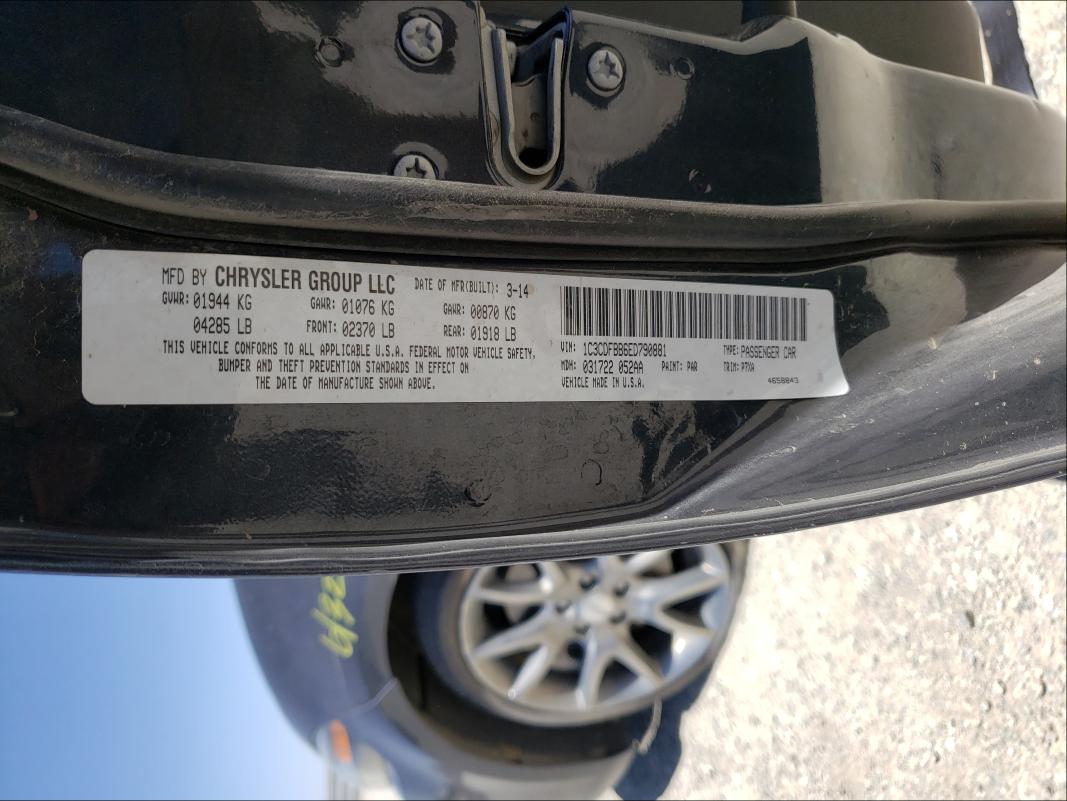 MFD BY CHRYSLER GROUP LLC DATE OF MFR(BUILT): 3-14
GVWR: 01944 KG GAWR: 01076 KG GAWR: 00870 KG
04285 LB FRONT: 02370 LB REAR: 01918 LB
THIS VEHICLE CONFORMS TO ALL APPLICABLE U.S.A. FEDERAL MOTOR VEHICLE SAFETY,
BUMPER AND THEFT PREVENTION STANDARDS IN EFFECT ON
THE DATE OF MANUFACTURE SHOWN ABOVE.
VIN: 1C3CDFBB6ED790881 TYPE: PASSENGER CAR
MDH: 031722 052AA PAINT: PAR TRIM: P7XA
VEHICLE MADE IN U.S.A. 4658843